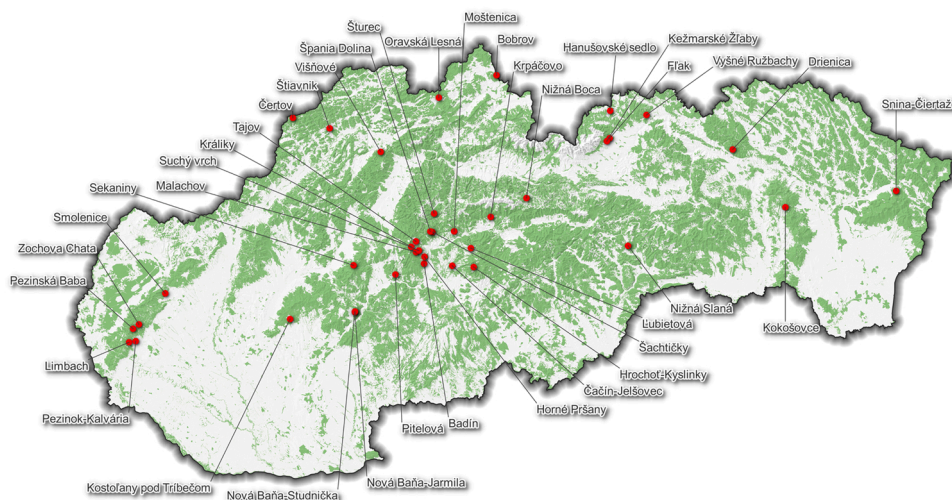 Moštenica
Šturec
Oravská Lesná
Bobrov
Kežmarské Žľaby
Špania Dolina
Hanušovské sedlo
Vyšné Ružbachy
Višňové
Krpáčovo
Fľak
Drienica
Štiavnik
Nižná Boca
Čertov
Snina-Čiertaž
Tajov
Králiky
Suchý vrch
Malachov
Sekaniny
Smolenice
Zochova Chata
Pezinská Baba
Nižná Slaná
Ľubietová
Kokošovce
Šachtičky
Limbach
Hrochoť-Kyslinky
Čačín-Jelšovec
Horné Pršany
Pezinok-Kalvária
Badín
Pitelová
Nová Baňa-Jarmila
Kostoľany pod Tríbečom
Nová Baňa-Studnička